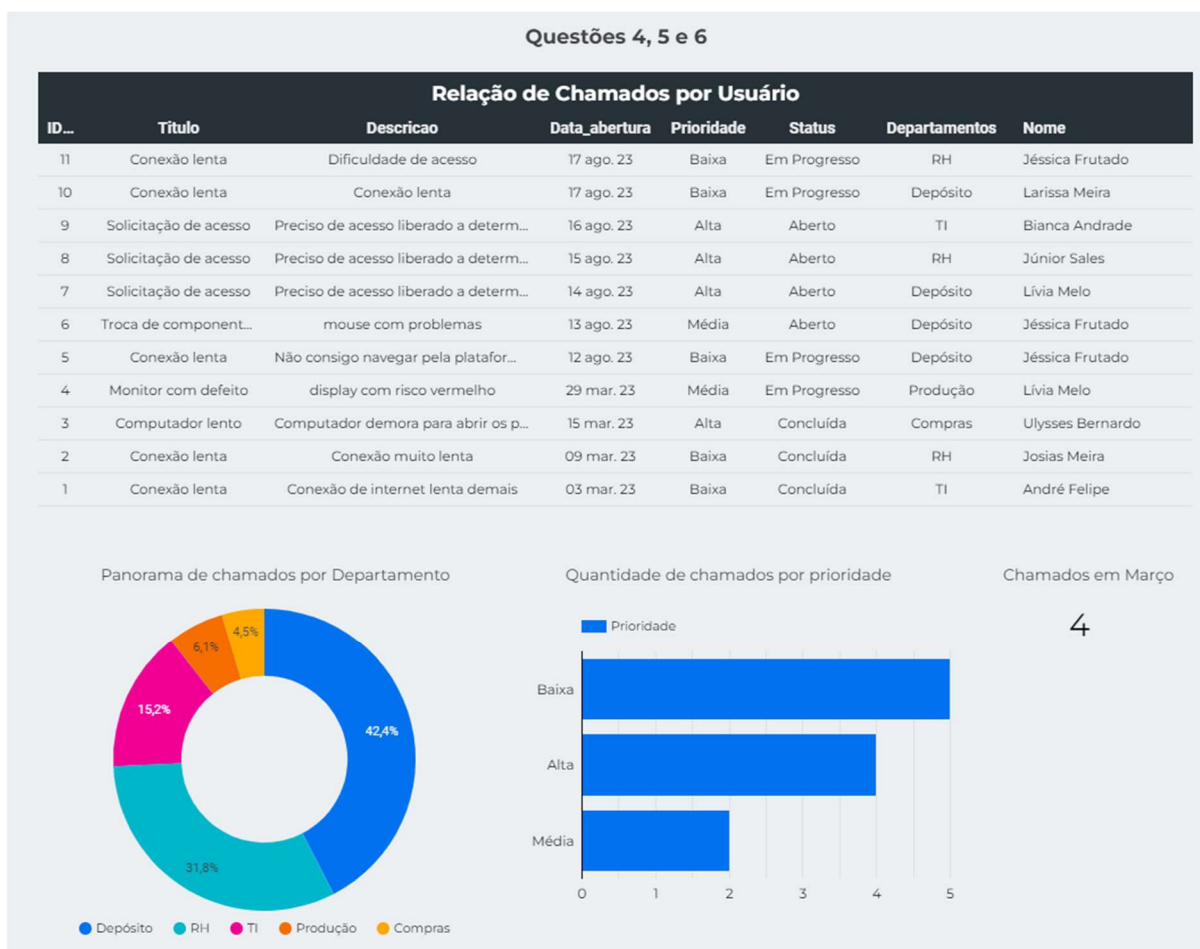 Questões 4, 5 e 6
Relação de Chamados por Usuário
ID... Titulo Descricao Data_abertura Prioridade Status Departamentos Nome
11 Conexão lenta Dificuldade de acesso 17 ago. 23 Baixa Em Progresso RH Jéssica Frutado
10 Conexão lenta Conexão lenta 17 ago. 23 Baixa Em Progresso Depósito Larissa Meira
9 Solicitação de acesso Preciso de acesso liberado a determ... 16 ago. 23 Alta Aberto TI Bianca Andrade
8 Solicitação de acesso Preciso de acesso liberado a determ... 15 ago. 23 Alta Aberto RH Júnior Sales
7 Solicitação de acesso Preciso de acesso liberado a determ... 14 ago. 23 Alta Aberto Depósito Lívia Melo
6 Troca de component... mouse com problemas 13 ago. 23 Média Aberto Depósito Jéssica Frutado
5 Conexão lenta Não consigo navegar pela platafor... 12 ago. 23 Baixa Em Progresso Depósito Jéssica Frutado
4 Monitor com defeito display com risco vermelho 29 mar. 23 Média Em Progresso Produção Lívia Melo
3 Computador lento Computador demora para abrir os p... 15 mar. 23 Alta Concluída Compras Ulysses Bernardo
2 Conexão lenta Conexão muito lenta 09 mar. 23 Baixa Concluída RH Josias Meira
1 Conexão lenta Conexão de internet lenta demais 03 mar. 23 Baixa Concluída TI André Felipe
Panorama de chamados por Departamento
4,5%
6,1%
15,2%
42,4%
31,8%
Depósito RH TI Produção Compras
Quantidade de chamados por prioridade
Prioridade
Baixa
Alta
Média
0 1 2 3 4 5
Chamados em Março
4